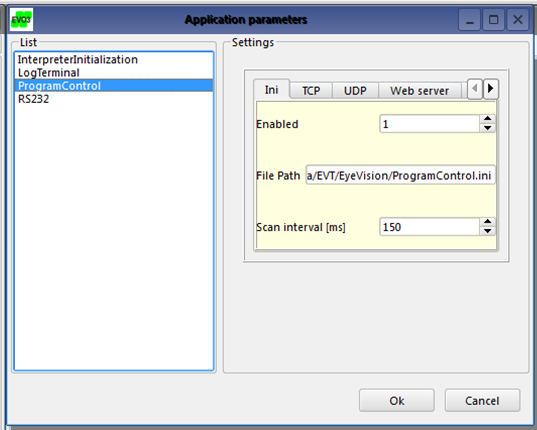 EVO3
Application parameters
List
InterpreterInitialization
LogTerminal
ProgramControl
RS232
Settings
Ini
TCP
UDP
Web server
Enabled
1
File Path
a/EVT/EyeVision/ProgramControl.ini
Scan interval [ms]
150
Ok
Cancel